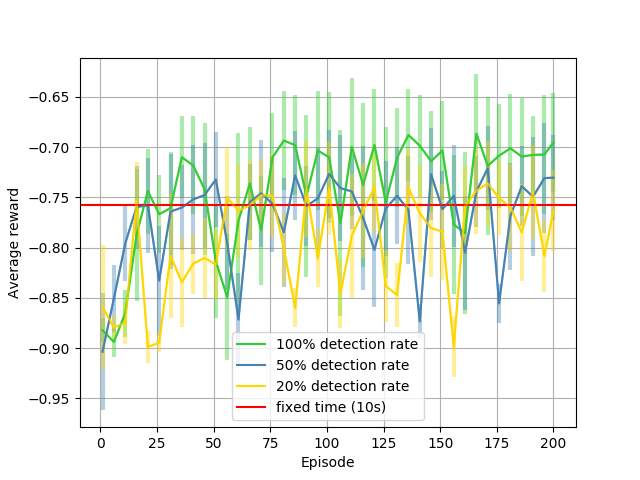 −0.65
−0.70
−0.75
−0.80
−0.85
−0.90
−0.95
Average reward
100% detection rate
50% detection rate
20% detection rate
fixed time (10s)
0 25 50 75 100 125 150 175 200
Episode